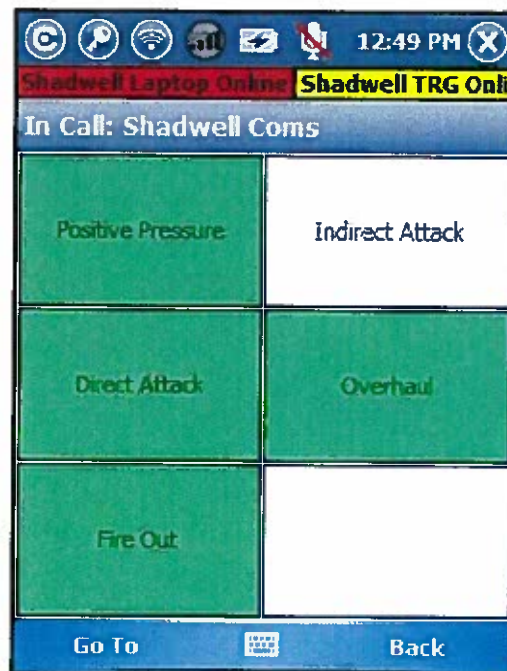 12:49 PM
Shadwell Laptop Online Shadwell TRG Onli
In Call: Shadwell Coms
Positive Pressure Indirect Attack
Direct Attack Overhaul
Fire Out
Go To Back